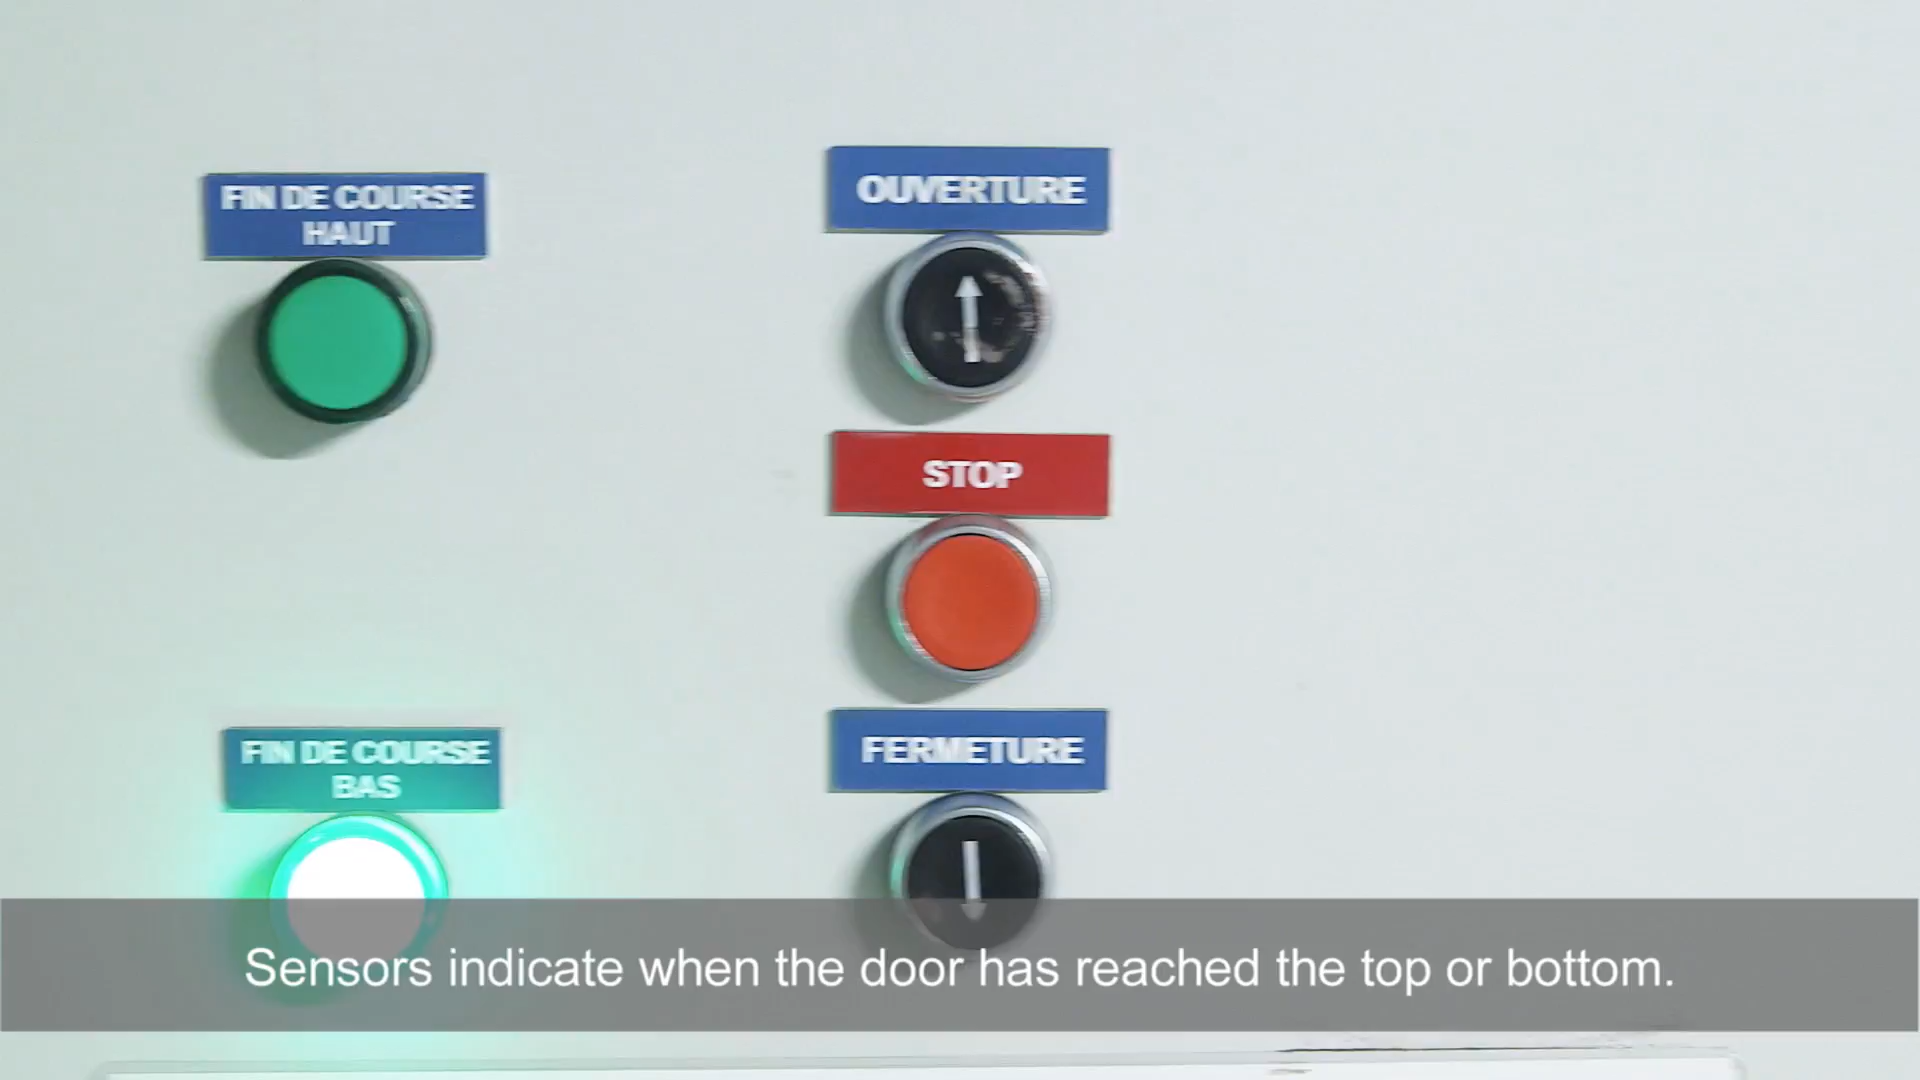 FIN DE COURSE
HAUT
OUVERTURE
STOP
FIN DE COURSE
BAS
FERMETURE
Sensors indicate when the door has reached the top or bottom.